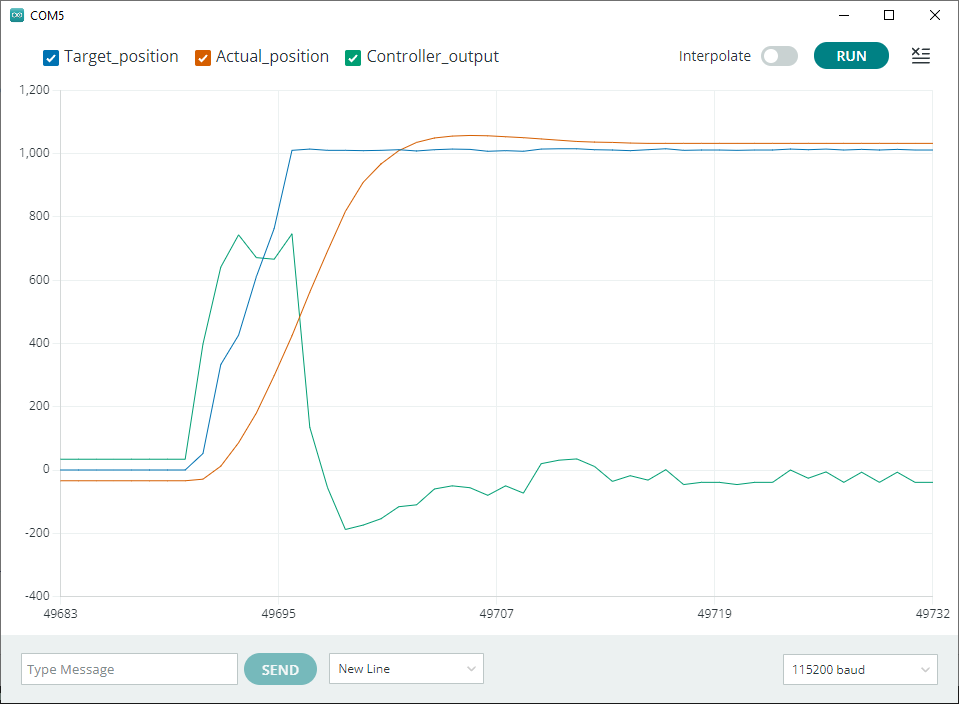 COM5
Target_position Actual_position Controller_output Interpolate RUN
1,200
1,000
800
600
400
200
0
-200
-400
49683 49695 49707 49719 49732
Type Message SEND New Line 115200 baud